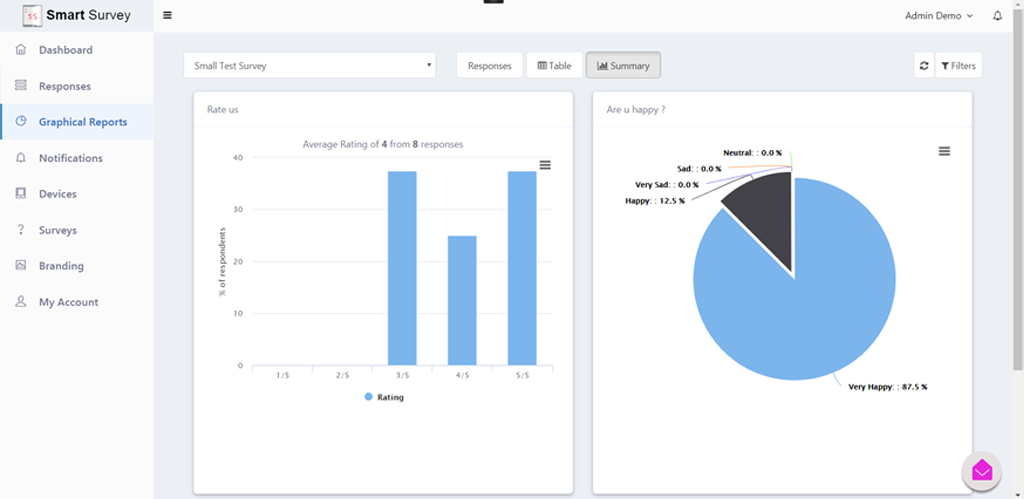 SS
Smart Survey
Admin Demo
Dashboard
Responses
Graphical Reports
Notifications
Devices
Surveys
Branding
My Account
Small Test Survey
Responses
Table
Summary
Filters
Rate us
Average Rating of 4 from 8 responses
40
30
20
10
0
% of respondents
1/5 2/5 3/5 4/5 5/5
Rating
Are u happy ?
Neutral: : 0.0 %
Sad: : 0.0 %
Very Sad: : 0.0 %
Happy: : 12.5 %
Very Happy: : 87.5 %